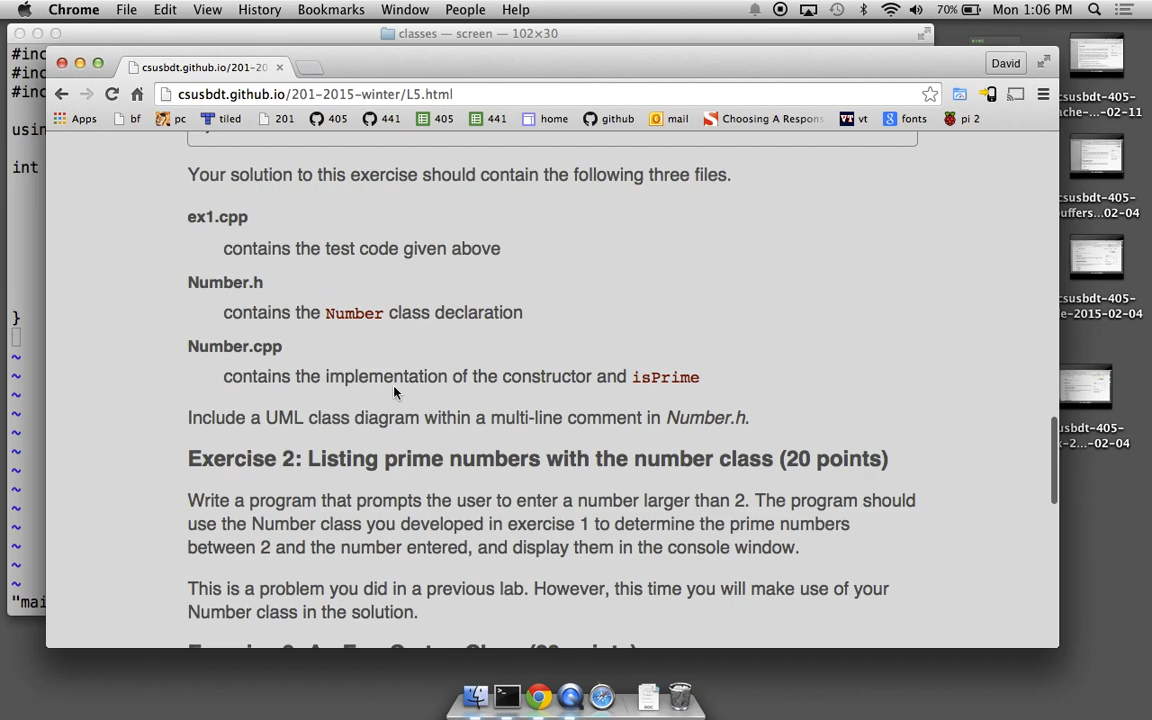 Chrome File Edit View History Bookmarks Window People Help 70% Mon 1:06 PM
classes — screen — 102×30
#inc
#inc
#inc
usin
int
}
~
~
~
~
~
~
~
~
~
~
~
~
~
"mai
csusbdt.github.io/201-20
David
csusbdt.github.io/201-2015-winter/L5.html
Apps bf pc tiled 201 405 441 405 441 home github mail Choosing A Respons vt fonts pi 2
Your solution to this exercise should contain the following three files.
ex1.cpp
contains the test code given above
Number.h
contains the Number class declaration
Number.cpp
contains the implementation of the constructor and isPrime
Include a UML class diagram within a multi-line comment in Number.h.
Exercise 2: Listing prime numbers with the number class (20 points)
Write a program that prompts the user to enter a number larger than 2. The program should
use the Number class you developed in exercise 1 to determine the prime numbers
between 2 and the number entered, and display them in the console window.
This is a problem you did in a previous lab. However, this time you will make use of your
Number class in the solution.
csusbdt-405-
ache-...-02-11
csusbdt-405-
uffers...02-04
csusbdt-405-
e-2015-02-04
usbdt-405-
x-2...-02-04